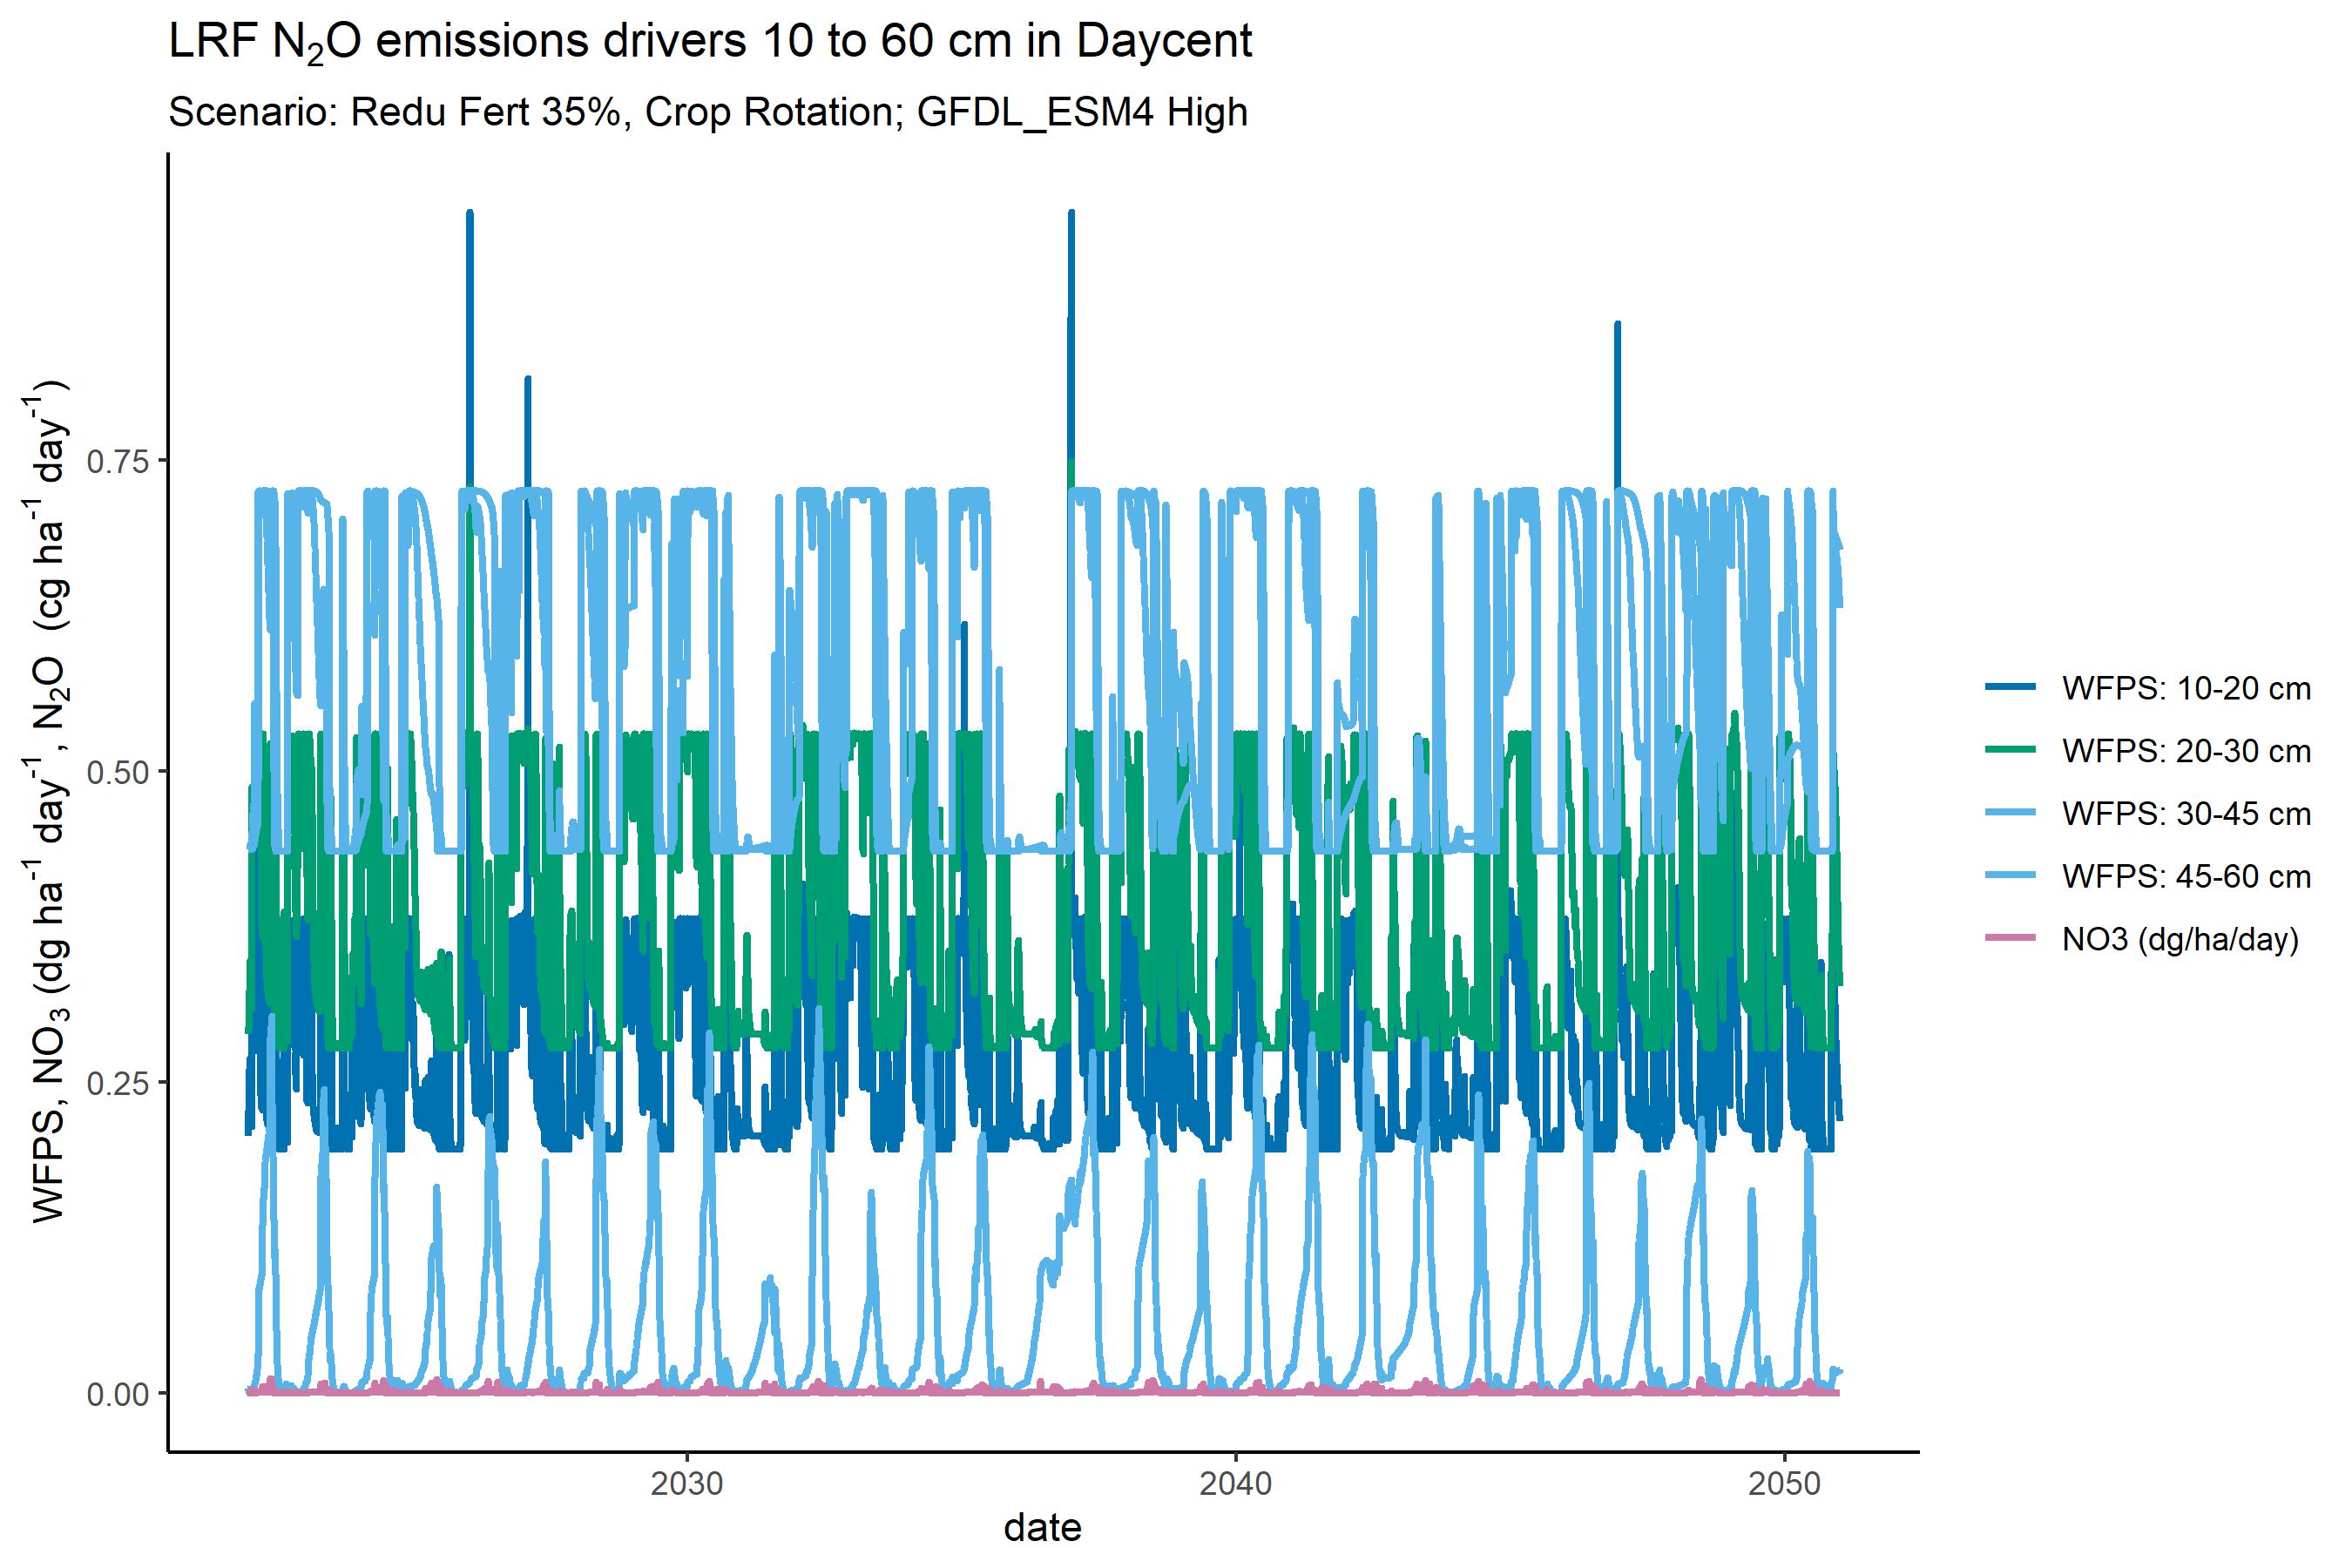 LRF N₂O emissions drivers 10 to 60 cm in Daycent
Scenario: Redu Fert 35%, Crop Rotation; GFDL_ESM4 High
WFPS, NO₃ (dg ha⁻¹ day⁻¹, N₂O  (cg ha⁻¹ day⁻¹)
0.75
0.50
0.25
0.00
2030
2040
2050
date
WFPS: 10-20 cm
WFPS: 20-30 cm
WFPS: 30-45 cm
WFPS: 45-60 cm
NO3 (dg/ha/day)